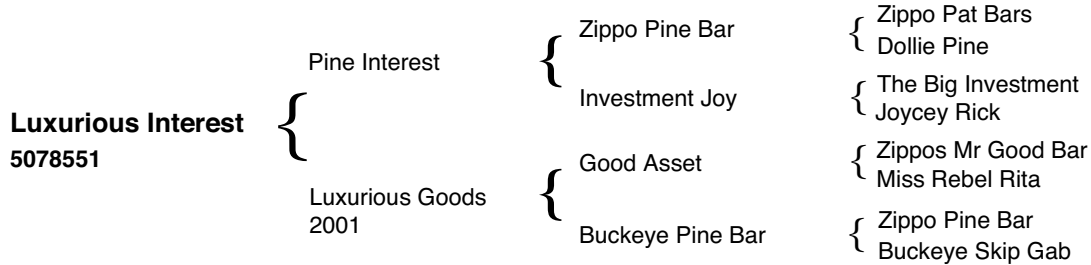 Luxurious Interest
5078551
Pine Interest
Luxurious Goods
2001
Zippo Pine Bar
Investment Joy
Good Asset
Buckeye Pine Bar
Zippo Pat Bars
Dollie Pine
The Big Investment
Joycey Rick
Zippos Mr Good Bar
Miss Rebel Rita
Zippo Pine Bar
Buckeye Skip Gab